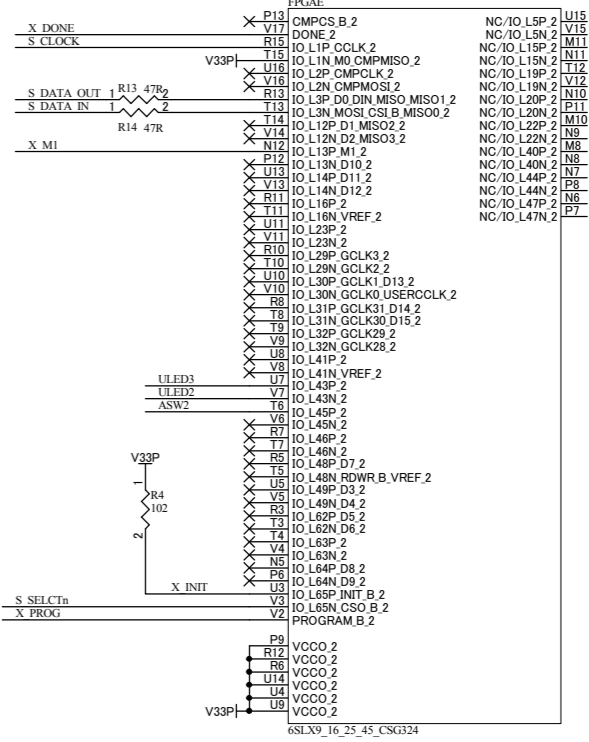 FPGAE
P13 CMPCS_B_2 NC/IO_L5P_2 U15
X DONE V17 DONE_2 NC/IO_L5N_2 V15
S CLOCK R15 IO_L1P_CCLK_2 NC/IO_L15P_2 M11
V33P T15 IO_L1N_M0_CMPMISO_2 NC/IO_L15N_2 N11
U16 IO_L2P_CMPCLK_2 NC/IO_L19P_2 T12
V16 IO_L2N_CMPMOSI_2 NC/IO_L19N_2 V12
S DATA OUT 1 R13 47R 2 R13 IO_L3P_D0_DIN_MISO_MISO1_2 NC/IO_L20P_2 N10
S DATA IN 1 2 T13 IO_L3N_MOSI_CSI_B_MISO0_2 NC/IO_L20N_2 P11
R14 47R T14 IO_L12P_D1_MISO2_2 NC/IO_L22P_2 M10
V14 IO_L12N_D2_MISO3_2 NC/IO_L22N_2 N9
X M1 N12 IO_L13P_M1_2 NC/IO_L40P_2 M8
P12 IO_L13N_D10_2 NC/IO_L40N_2 N8
U13 IO_L14P_D11_2 NC/IO_L44P_2 N7
V13 IO_L14N_D12_2 NC/IO_L44N_2 P8
R11 IO_L16P_2 NC/IO_L47P_2 N6
T11 IO_L16N_VREF_2 NC/IO_L47N_2 P7
U11 IO_L23P_2
V11 IO_L23N_2
R10 IO_L29P_GCLK3_2
T10 IO_L29N_GCLK2_2
U10 IO_L30P_GCLK1_D13_2
V10 IO_L30N_GCLK0_USERCCLK_2
R8 IO_L31P_GCLK31_D14_2
T8 IO_L31N_GCLK30_D15_2
T9 IO_L32P_GCLK29_2
V9 IO_L32N_GCLK28_2
U8 IO_L41P_2
V8 IO_L41N_VREF_2
ULED3 U7 IO_L43P_2
ULED2 V7 IO_L43N_2
ASW2 T6 IO_L45P_2
V6 IO_L45N_2
R7 IO_L46P_2
T7 IO_L46N_2
V33P R5 IO_L48P_D7_2
T5 IO_L48N_RDWR_B_VREF_2
1 U5 IO_L49P_D3_2
R4 V5 IO_L49N_D4_2
102 R3 IO_L62P_D5_2
T3 IO_L62N_D6_2
2 T4 IO_L63P_2
V4 IO_L63N_2
N5 IO_L64P_D8_2
P6 IO_L64N_D9_2
X INIT U3 IO_L65P_INIT_B_2
S SELCTn V3 IO_L65N_CSO_B_2
X PROG V2 PROGRAM_B_2
P9 VCCO_2
R12 VCCO_2
R6 VCCO_2
U14 VCCO_2
U4 VCCO_2
V33P U9 VCCO_2
6SLX9_16_25_45_CSG324